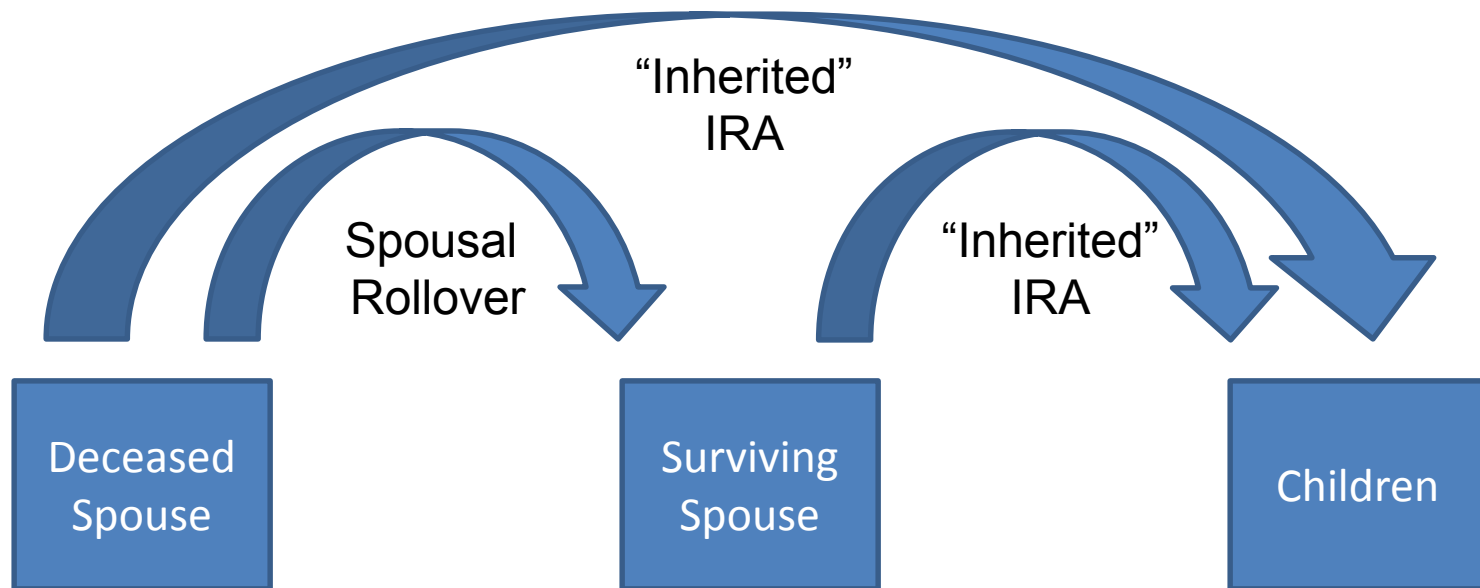 “Inherited”
IRA
Spousal
Rollover
“Inherited”
IRA
Deceased
Spouse
Surviving
Spouse
Children